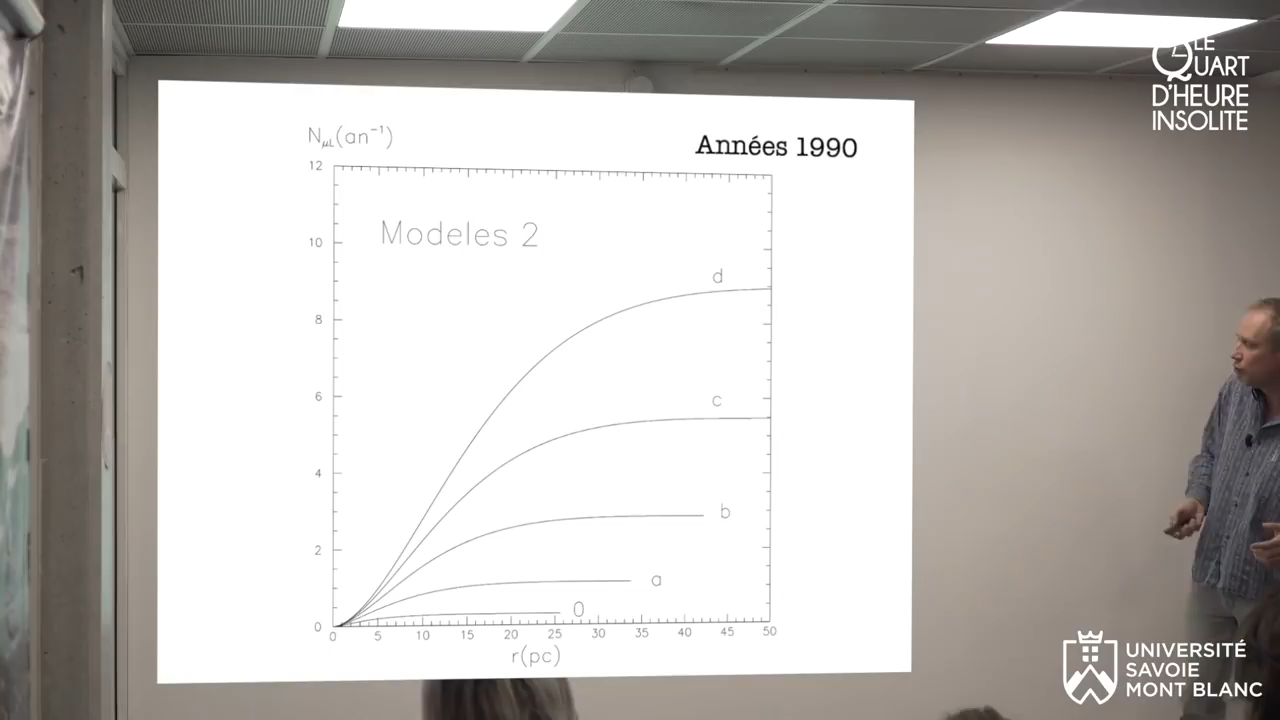 LE
QUART
D'HEURE
INSOLITE
NμL(an⁻¹)
Années 1990
12
Modeles 2
10
d
8
c
6
4
b
2
a
0
0
0 5 10 15 20 25 30 35 40 45 50
r(pc)
UNIVERSITÉ
SAVOIE
MONT BLANC